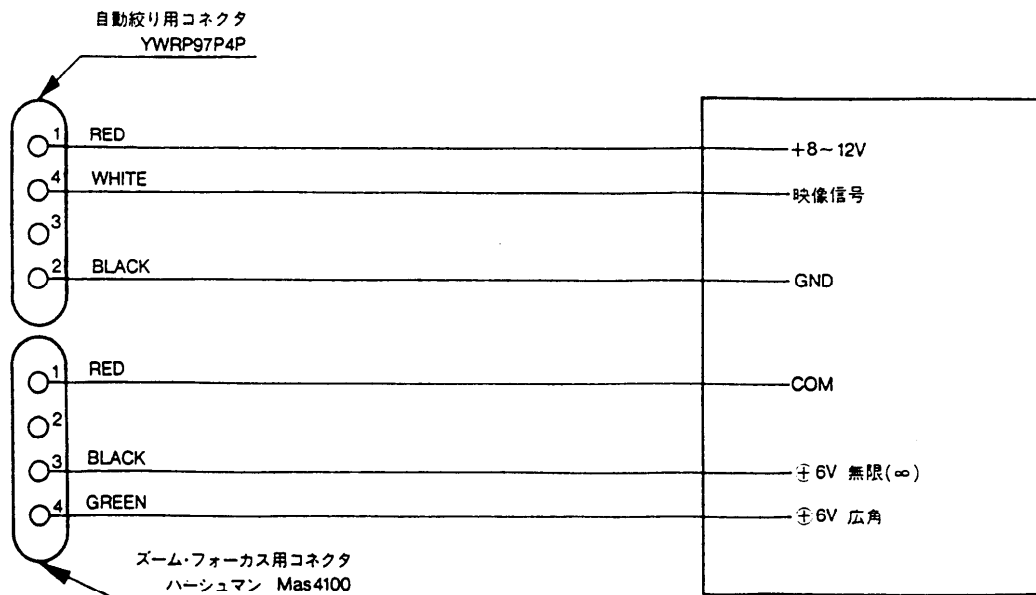 自動絞り用コネクタ
YWRP97P4P
1 RED +8～12V
4 WHITE 映像信号
3
2 BLACK GND
1 RED COM
2
3 BLACK ⊕6V 無限(∞)
4 GREEN ⊕6V 広角
ズーム・フォーカス用コネクタ
ハーシュマン Mas4100